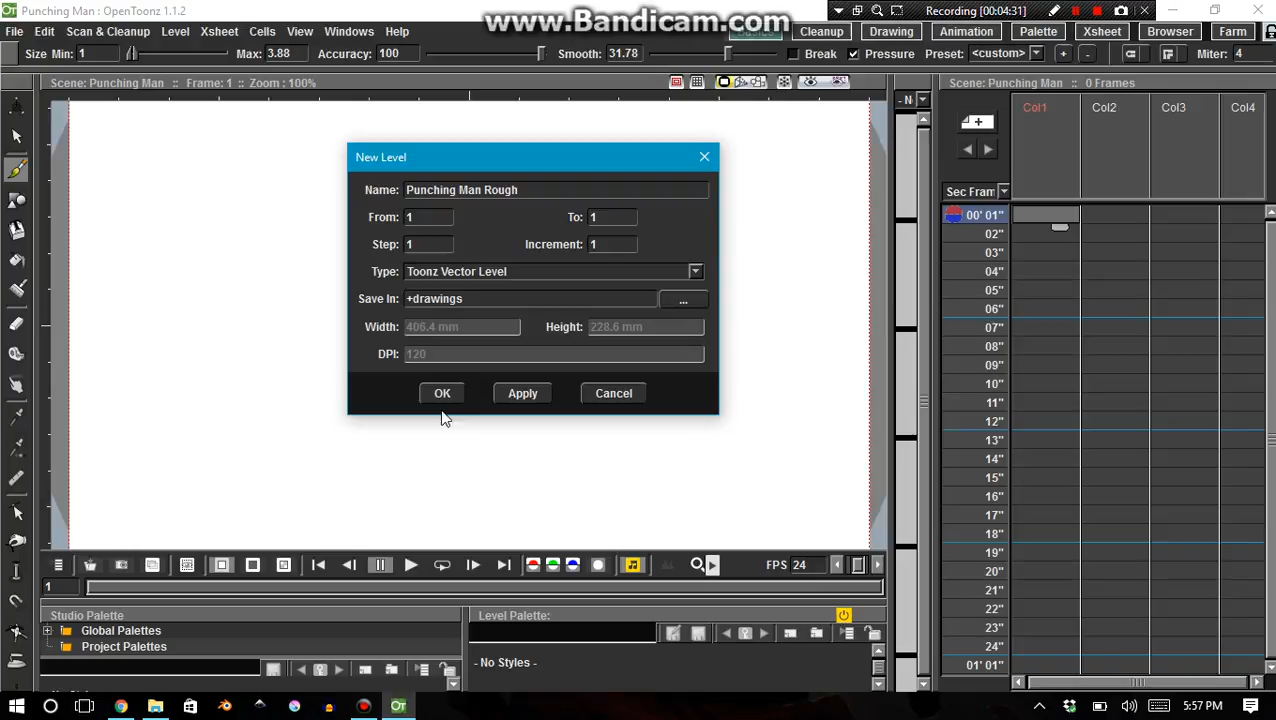 Punching Man : OpenToonz 1.1.2
www.Bandicam.com
Recording [00:04:31]
File Edit Scan & Cleanup Level Xsheet Cells View Windows Help
Basics Cleanup Drawing Animation Palette Xsheet Browser Farm
Size Min: 1 Max: 3.88 Accuracy: 100 Smooth: 31.78 Break Pressure Preset: <custom> + - Miter: 4
Scene: Punching Man :: Frame: 1 : Zoom : 100%
- N
Scene: Punching Man :: 0 Frames
Col1 Col2 Col3 Col4
+
Sec Fram
00' 01"
02"
03"
04"
05"
06"
07"
08"
09"
10"
11"
12"
13"
14"
15"
16"
17"
18"
19"
20"
21"
22"
23"
24"
01' 01"
New Level
Name: Punching Man Rough
From: 1 To: 1
Step: 1 Increment: 1
Type: Toonz Vector Level
Save In: +drawings ...
Width: 406.4 mm Height: 228.6 mm
DPI: 120
OK Apply Cancel
FPS 24
1
Studio Palette
Global Palettes
Project Palettes
Level Palette:
- No Styles -
OT
5:57 PM